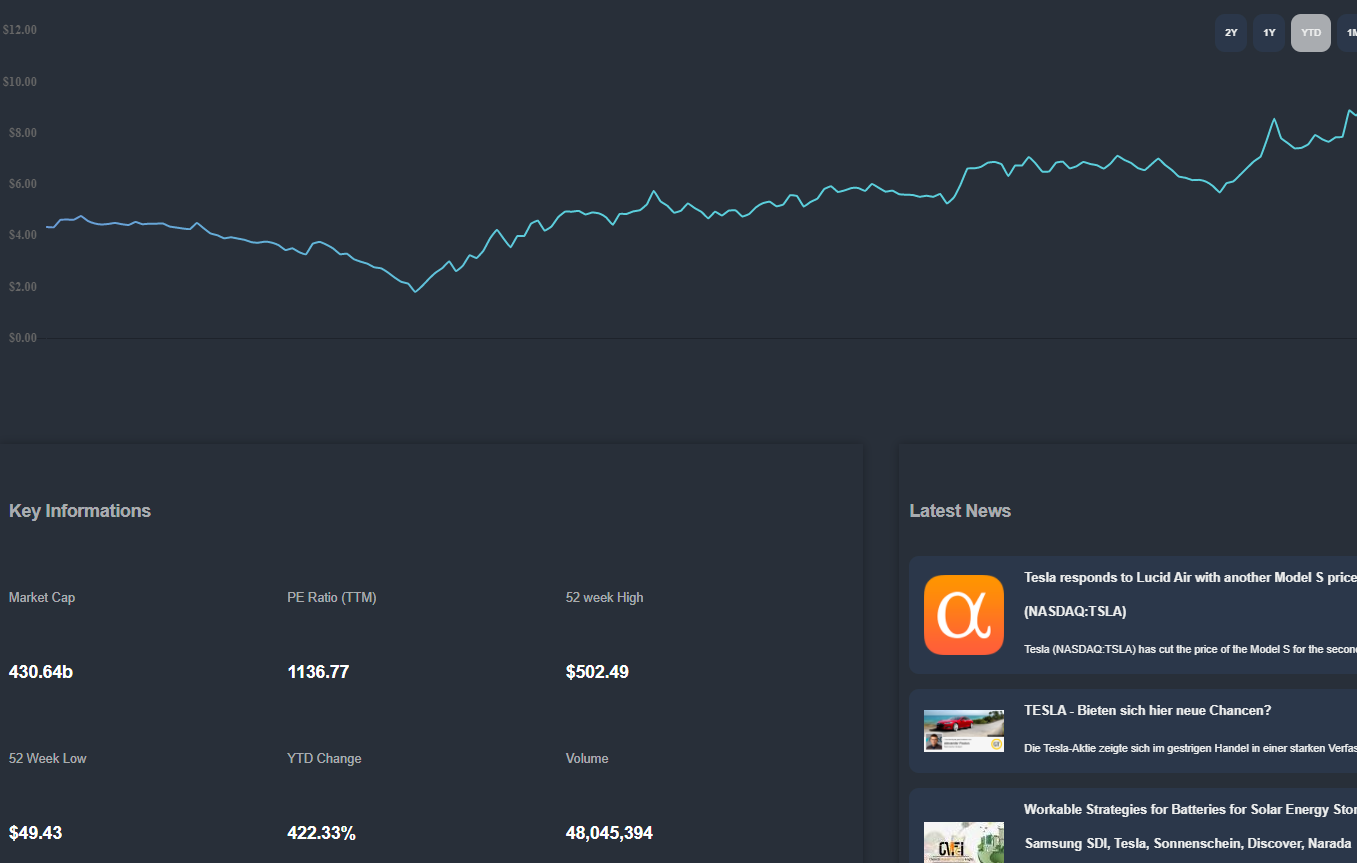 $12.00
2Y
1Y
YTD
$10.00
$8.00
$6.00
$4.00
$2.00
$0.00
Key Informations
Market Cap
PE Ratio (TTM)
52 week High
430.64b
1136.77
$502.49
52 Week Low
YTD Change
Volume
$49.43
422.33%
48,045,394
Latest News
Tesla responds to Lucid Air with another Model S price
(NASDAQ:TSLA)
Tesla (NASDAQ:TSLA) has cut the price of the Model S for the
TESLA - Bieten sich hier neue Chancen?
Die Tesla-Aktie zeigte sich im gestrigen Handel in einer starken
Workable Strategies for Batteries for Solar Energy
Samsung SDI, Tesla, Sonnenschein, Discover, Narada